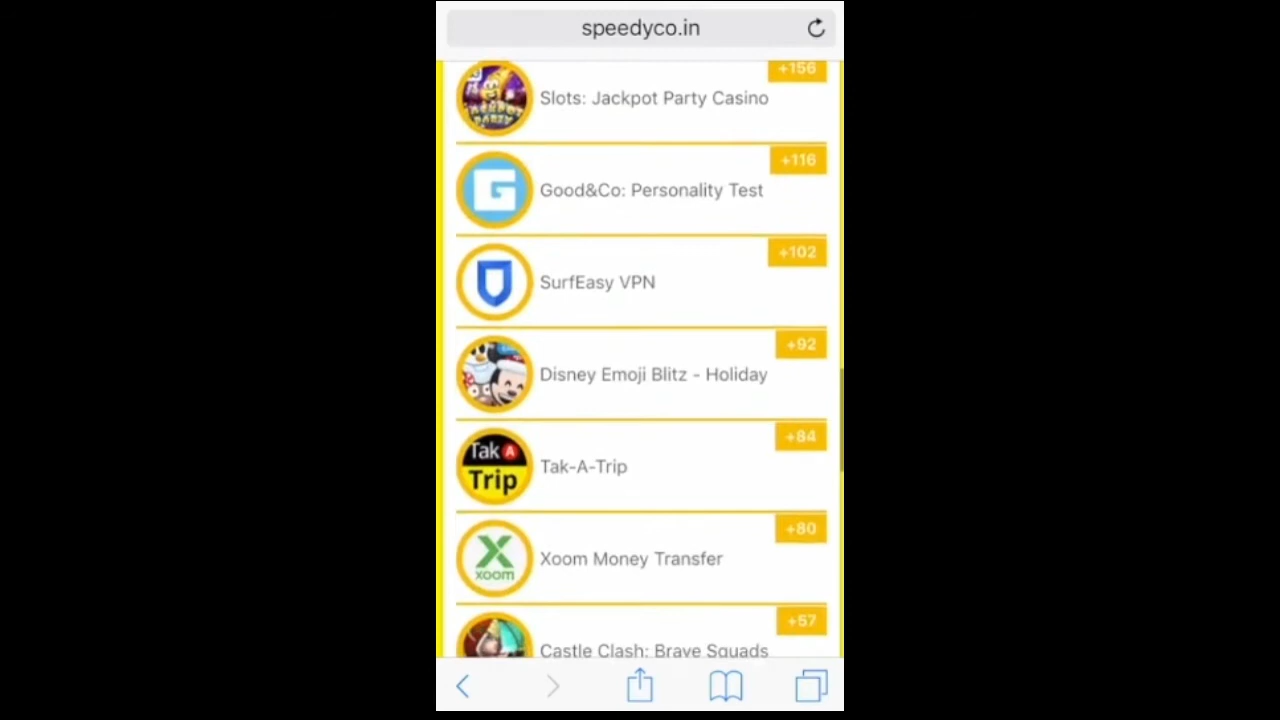 speedyco.in
+156
Slots: Jackpot Party Casino
+116
G
Good&Co: Personality Test
+102
SurfEasy VPN
+92
Disney Emoji Blitz - Holiday
+84
Tak A
Trip
Tak-A-Trip
+80
X
xoom
Xoom Money Transfer
+57
Castle Clash: Brave Squads